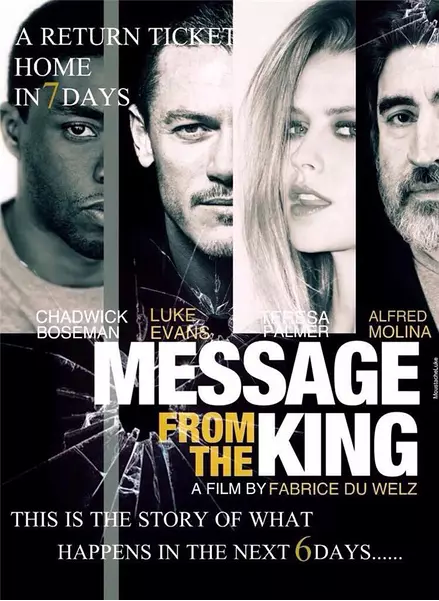 A RETURN TICKET
HOME
IN 7 DAYS
CHADWICK
BOSEMAN
LUKE
EVANS
TERESA
PALMER
ALFRED
MOLINA
MESSAGE
FROM
THE
KING
A FILM BY FABRICE DU WELZ
MoustacheLuke
THIS IS THE STORY OF WHAT
HAPPENS IN THE NEXT 6 DAYS......